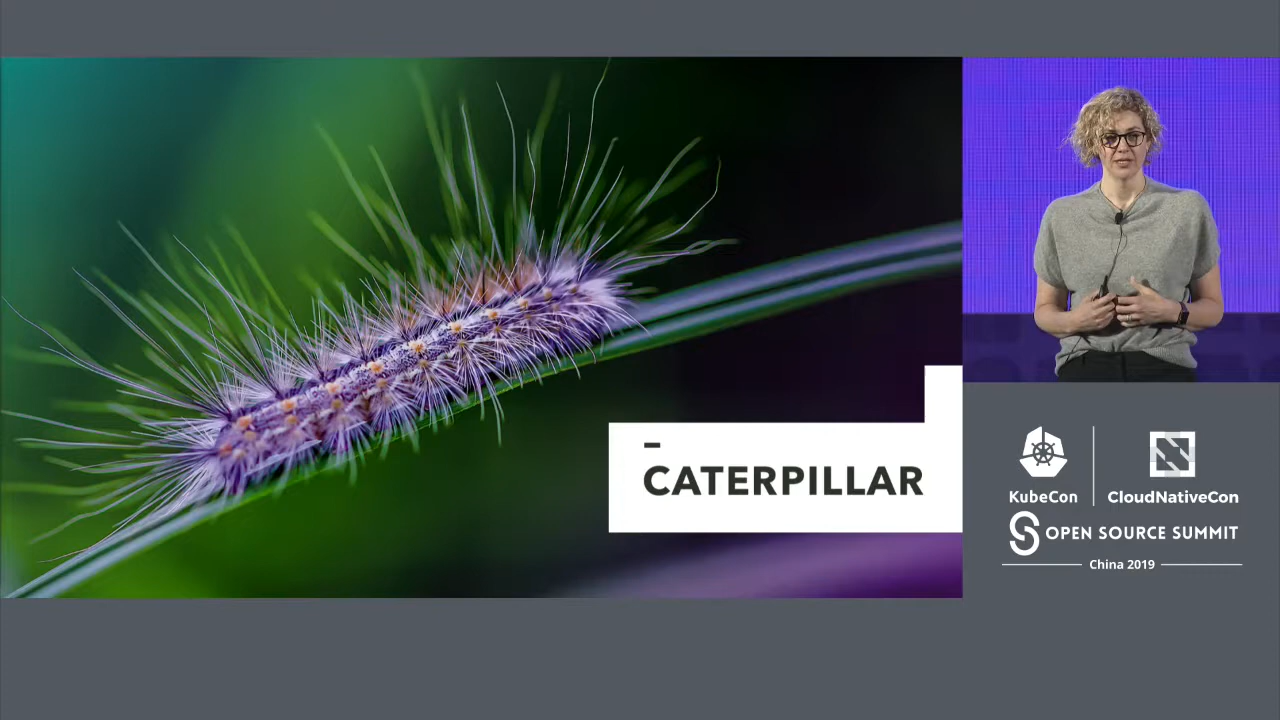 CATERPILLAR
KubeCon
CloudNativeCon
OPEN SOURCE SUMMIT
China 2019